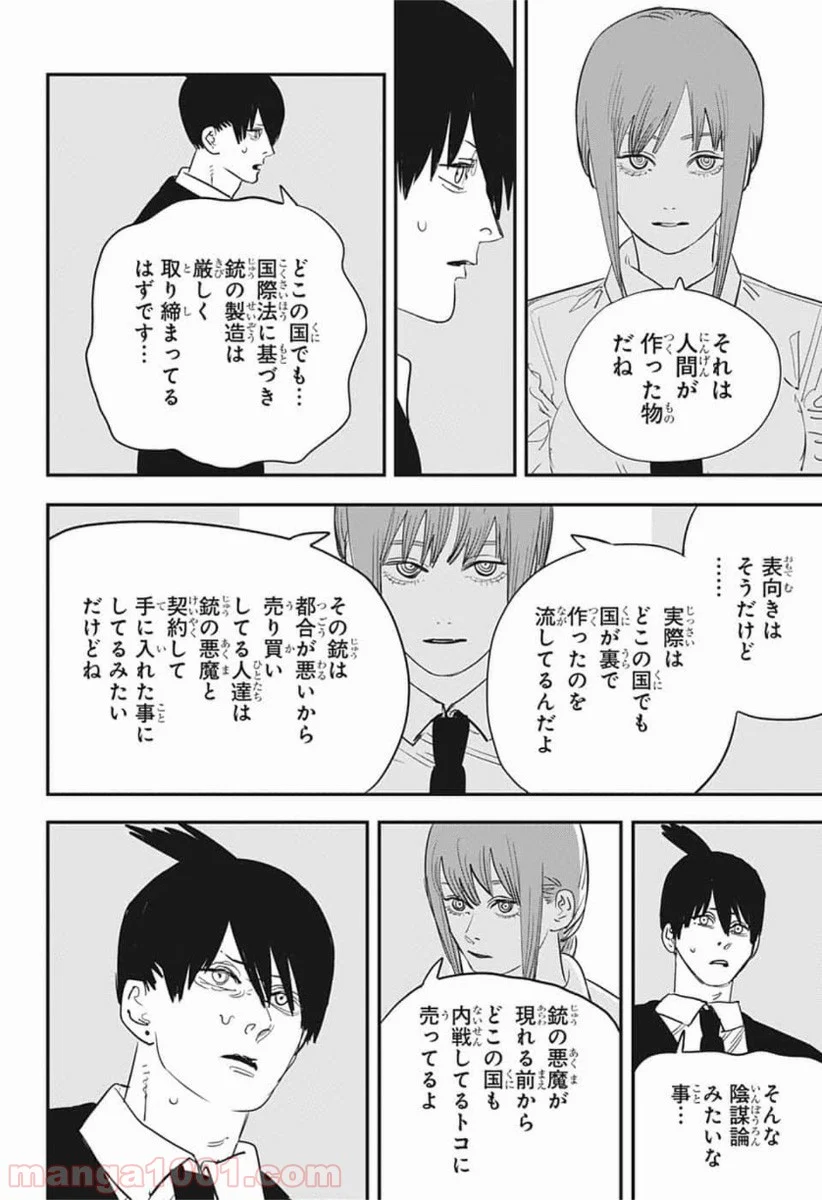 それは
人間が
作った物
だね
どこの国でも…
国際法に基づき
銃の製造は
厳しく
取り締まってる
はずです…
表向きは
そうだけど
……
実際は
どこの国でも
国が裏で
作ったのを
流してるんだよ
その銃は
都合が悪いから
売り買い
してる人達は
銃の悪魔と
契約して
手に入れた事に
してるみたい
だけどね
そんな
陰謀論
みたいな
事…
銃の悪魔が
現れる前から
どこの国も
内戦してるトコに
売ってるよ
manga1001.com